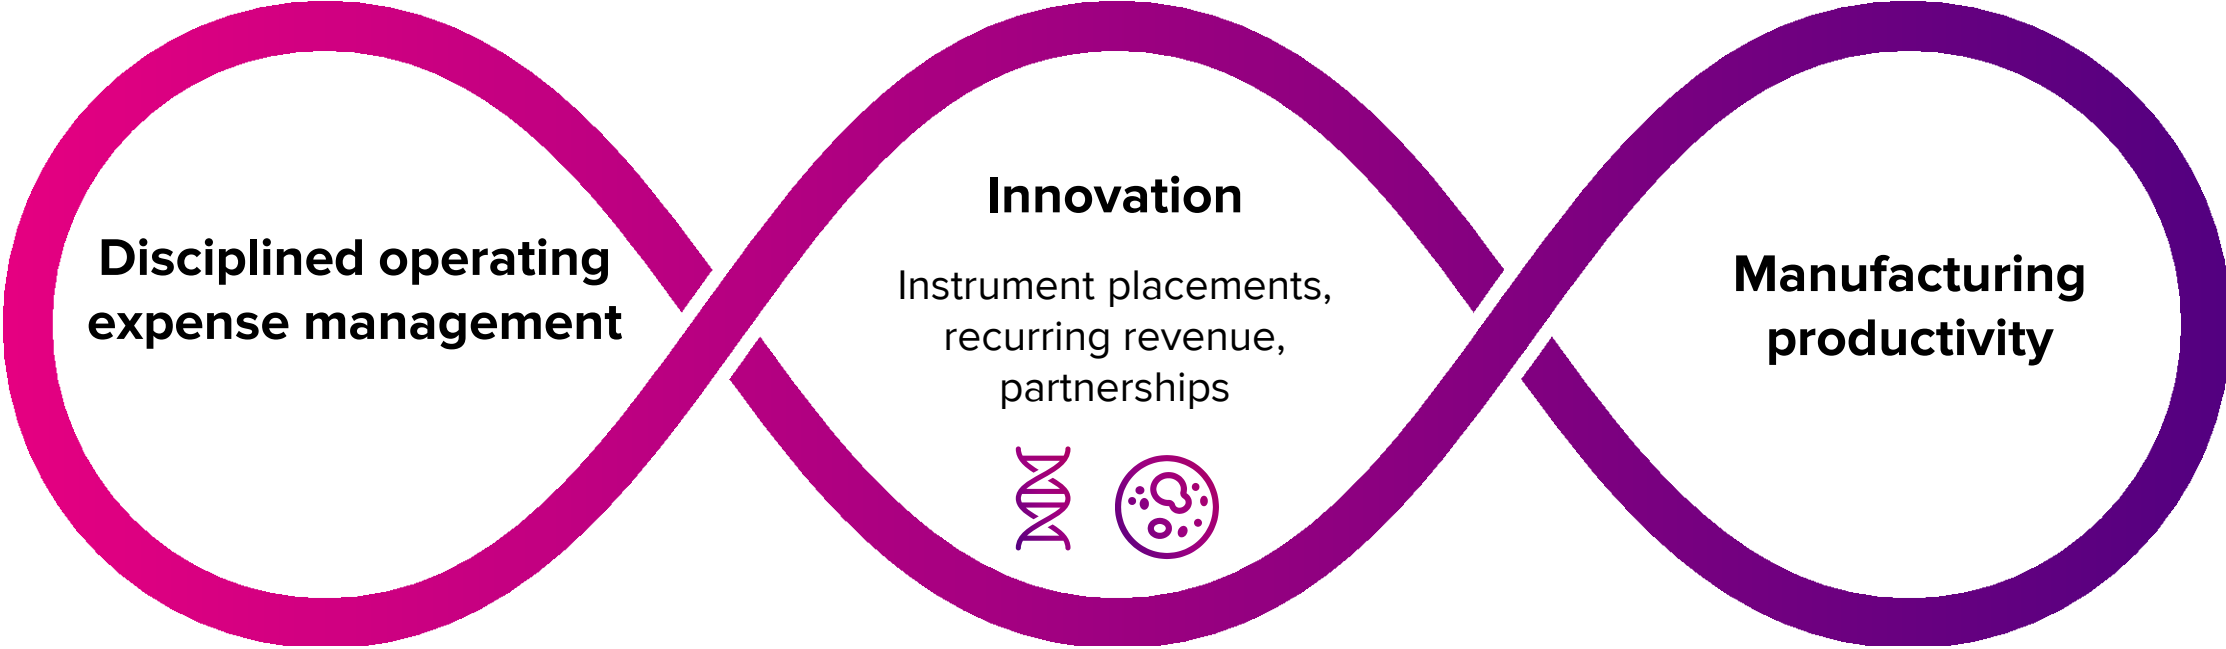 Disciplined operating
expense management
Innovation
Instrument placements,
recurring revenue,
partnerships
Manufacturing
productivity